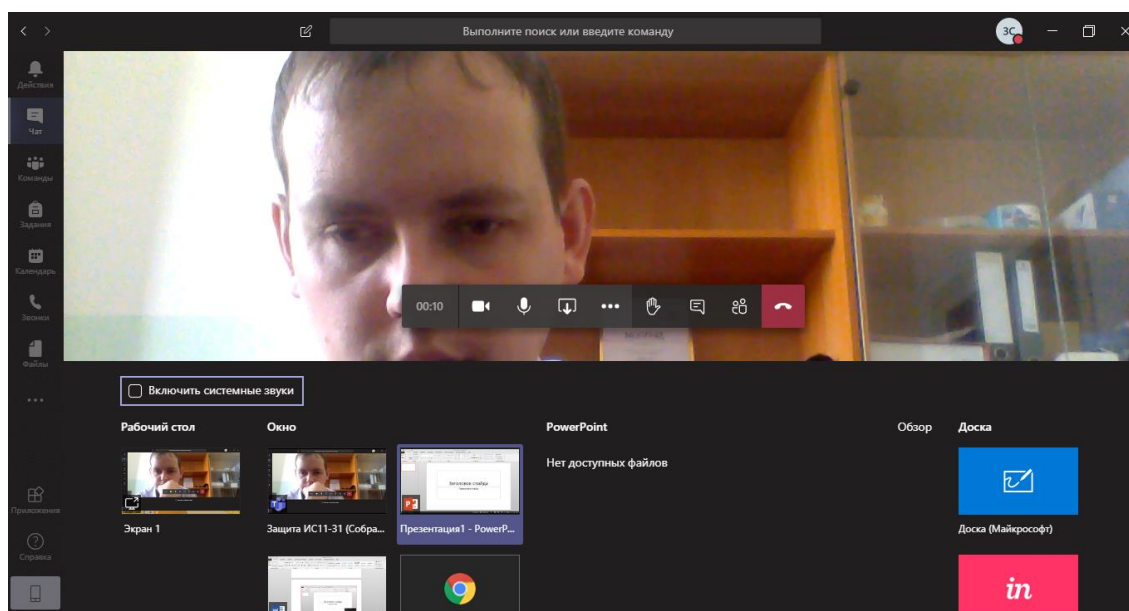 Выполните поиск или введите команду
ЗС
Действия
Чат
Команды
Задания
Календарь
Звонки
Файлы
00:10
Включить системные звуки
Рабочий стол
Окно
PowerPoint
Обзор
Доска
Нет доступных файлов
Заголовок слайда
Экран 1
Защита ИС11-31 (Собра...
Презентация1 - PowerP...
Доска (Майкрософт)
Приложения
Справка
in